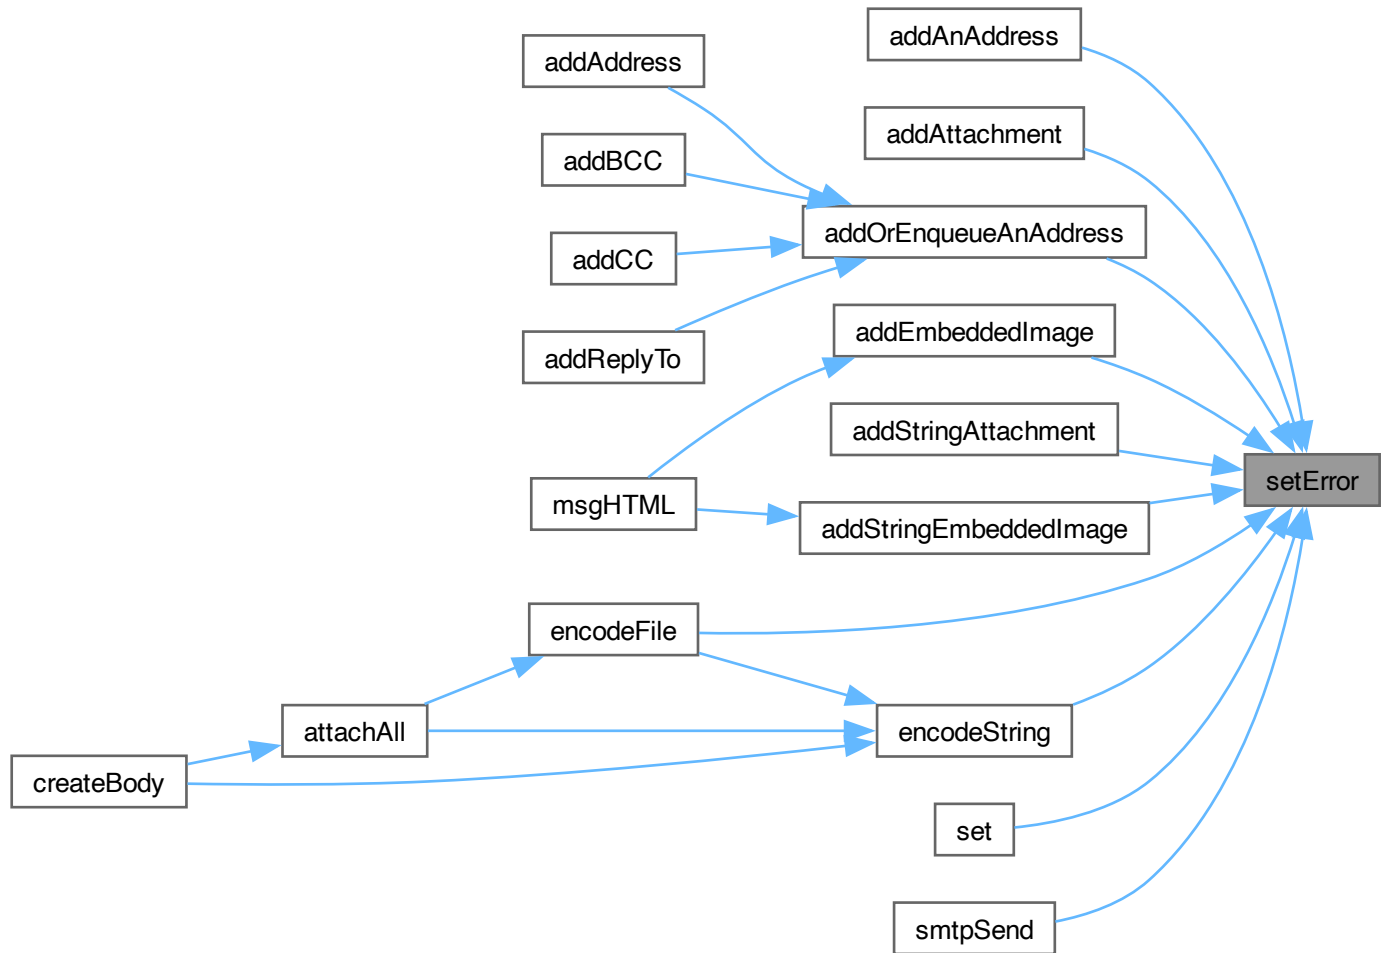 addAnAddress
addAddress
addAttachment
addBCC
addOrEnqueueAnAddress
addCC
addEmbeddedImage
addReplyTo
addStringAttachment
setError
msgHTML
addStringEmbeddedImage
encodeFile
attachAll
encodeString
createBody
set
smtpSend